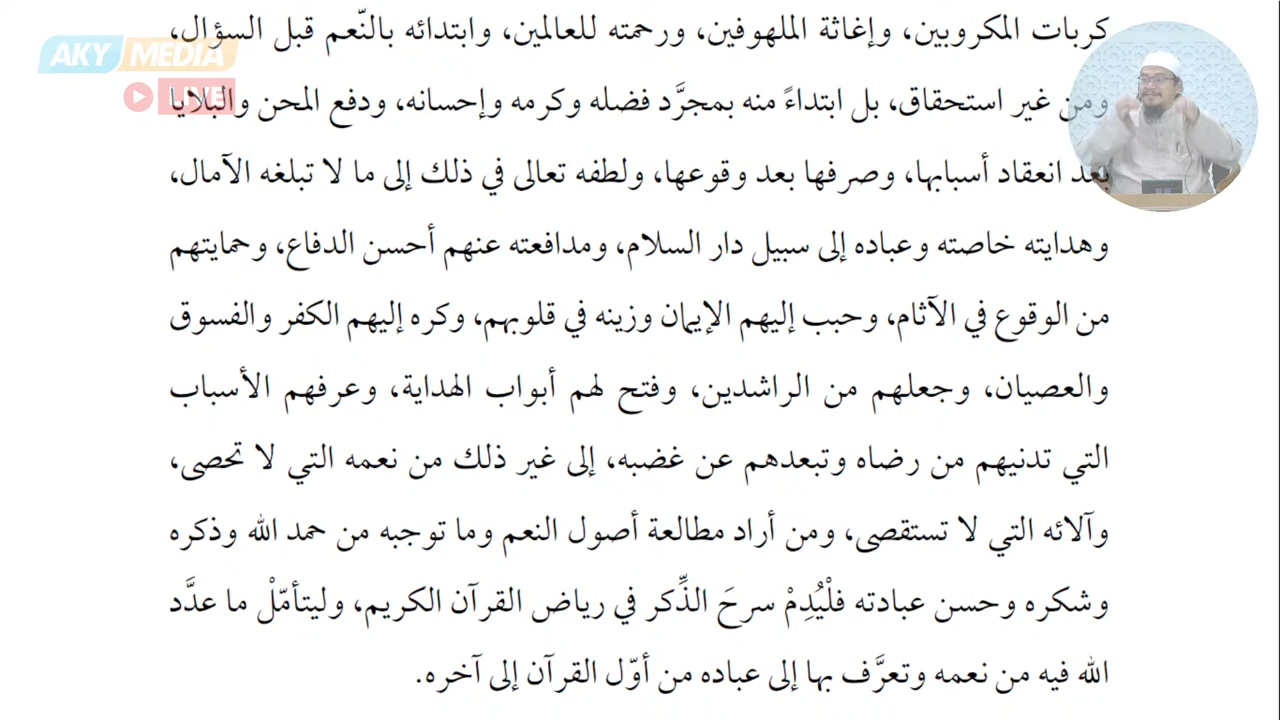 AKY MEDIA
LIVE
كربات المكروبين، وإغاثة الملهوفين، ورحمته للعالمين، وابتدائه بالنّعم قبل السؤال،
ومن غير استحقاق، بل ابتداءً منه بمجرَّد فضله وكرمه وإحسانه، ودفع المحن والبلايا
بعد انعقاد أسبابها، وصرفها بعد وقوعها، ولطفه تعالى في ذلك إلى ما لا تبلغه الآمال،
وهدايته خاصته وعباده إلى سبيل دار السلام، ومدافعته عنهم أحسن الدفاع، وحمايتهم
من الوقوع في الآثام، وحبب إليهم الإيمان وزينه في قلوبهم، وكره إليهم الكفر والفسوق
والعصيان، وجعلهم من الراشدين، وفتح لهم أبواب الهداية، وعرفهم الأسباب
التي تدنيهم من رضاه وتبعدهم عن غضبه، إلى غير ذلك من نعمه التي لا تحصى،
وآلائه التي لا تستقصى، ومن أراد مطالعة أصول النعم وما توجبه من حمد الله وذكره
وشكره وحسن عبادته فلْيُدِمْ سرحَ الذِّكر في رياض القرآن الكريم، وليتأمّلْ ما عدَّد
الله فيه من نعمه وتعرَّف بها إلى عباده من أوّل القرآن إلى آخره.